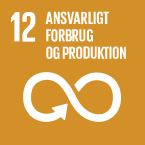 12 ANSVARLIGT
FORBRUG
OG PRODUKTION